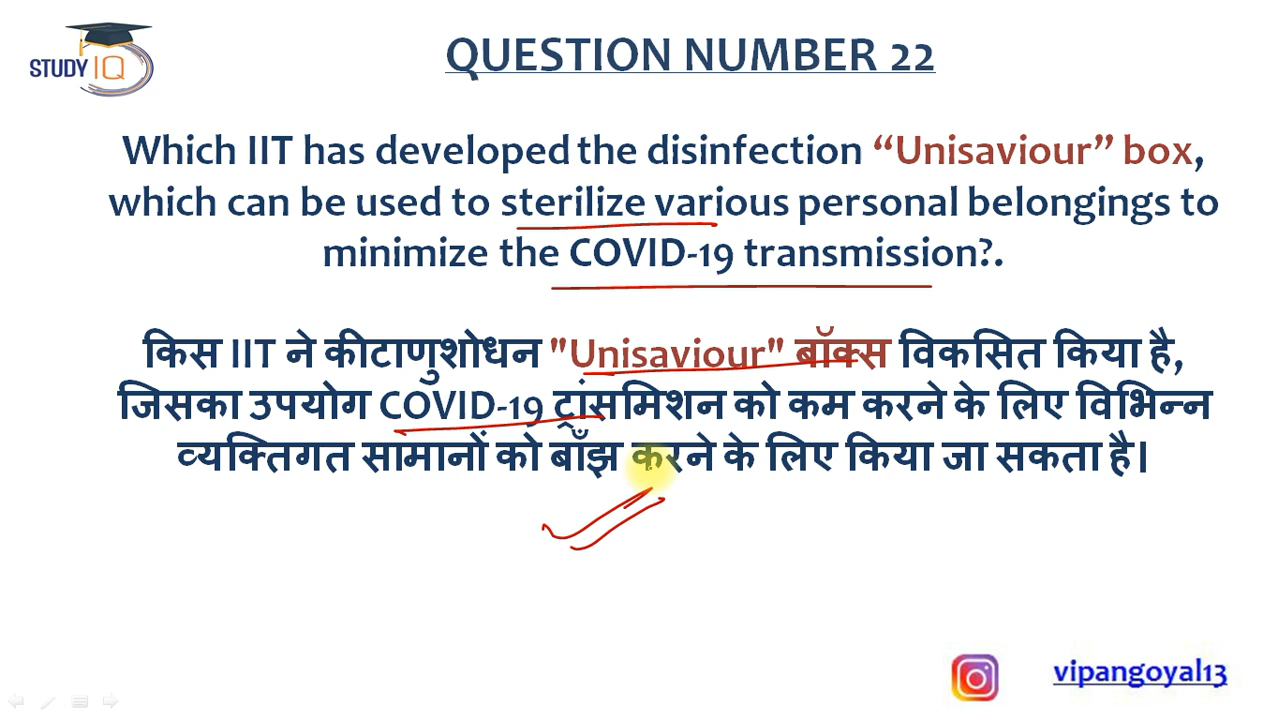 STUDY IQ
QUESTION NUMBER 22
Which IIT has developed the disinfection “Unisaviour” box,
which can be used to sterilize various personal belongings to
minimize the COVID-19 transmission?.
किस IIT ने कीटाणुशोधन "Unisaviour" बॉक्स विकसित किया है,
जिसका उपयोग COVID-19 ट्रांसमिशन को कम करने के लिए विभिन्न
व्यक्तिगत सामानों को बाँझ करने के लिए किया जा सकता है।
vipangoyal13